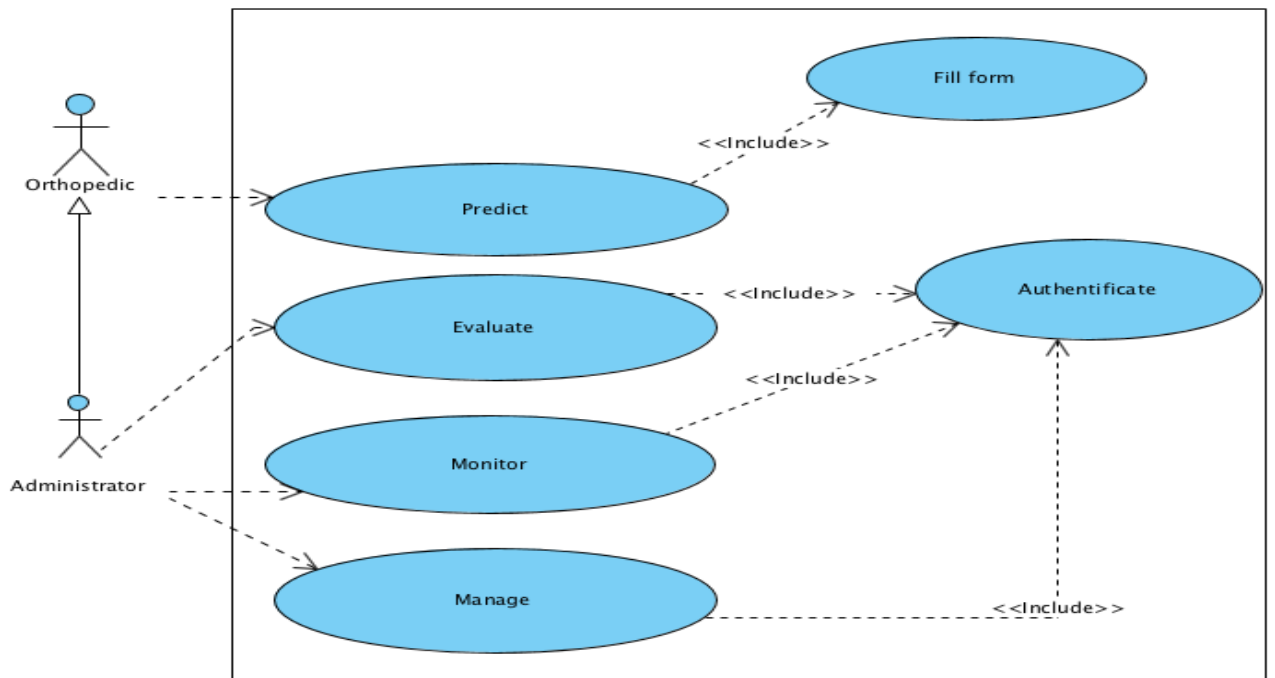 Fill form
<<Include>>
Orthopedic
Predict
Authentificate
<<Include>>
Evaluate
<<Include>>
Monitor
Administrator
Manage
<<Include>>